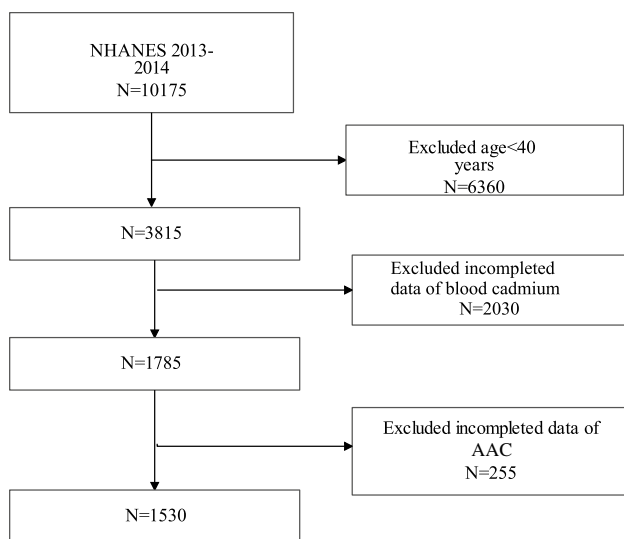 NHANES 2013-
2014
N=10175
Excluded age<40
years
N=6360
N=3815
Excluded incompleted
data of blood cadmium
N=2030
N=1785
Excluded incompleted data of
AAC
N=255
N=1530